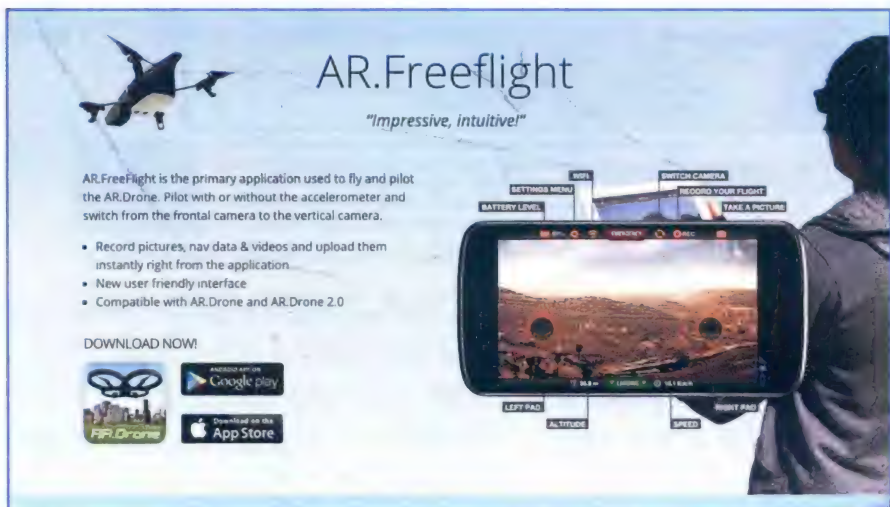 AR.Freeflight
"Impressive, intuitive!"
AR.FreeFlight is the primary application used to fly and pilot
the AR.Drone. Pilot with or without the accelerometer and
switch from the frontal camera to the vertical camera.
• Record pictures, nav data & videos and upload them
instantly right from the application
• New user friendly interface
• Compatible with AR.Drone and AR.Drone 2.0
DOWNLOAD NOW!
AR.Drone
ANDROID APP ON
Google play
Download on the
App Store
WIFI
SWITCH CAMERA
SETTINGS MENU
RECORD YOUR FLIGHT
BATTERY LEVEL
TAKE A PICTURE
EMERGENCY
REC
LANDING
LEFT PAD
RIGHT PAD
ALTITUDE
SPEED